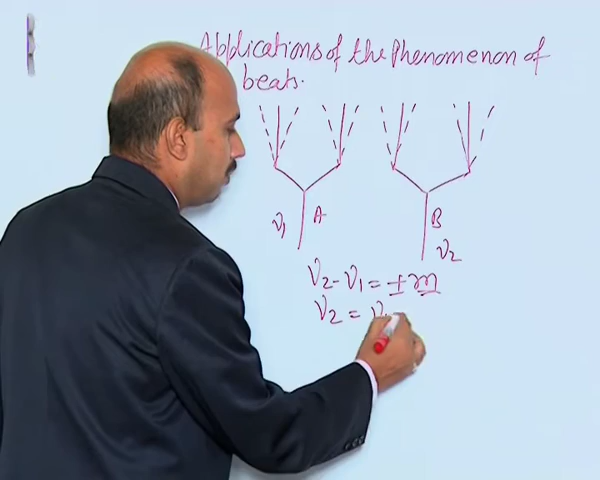 Applications of the Phenomenon of
beats.
ν₁ A
B
ν₂
ν₂ - ν₁ = ± m
ν₂ = ν